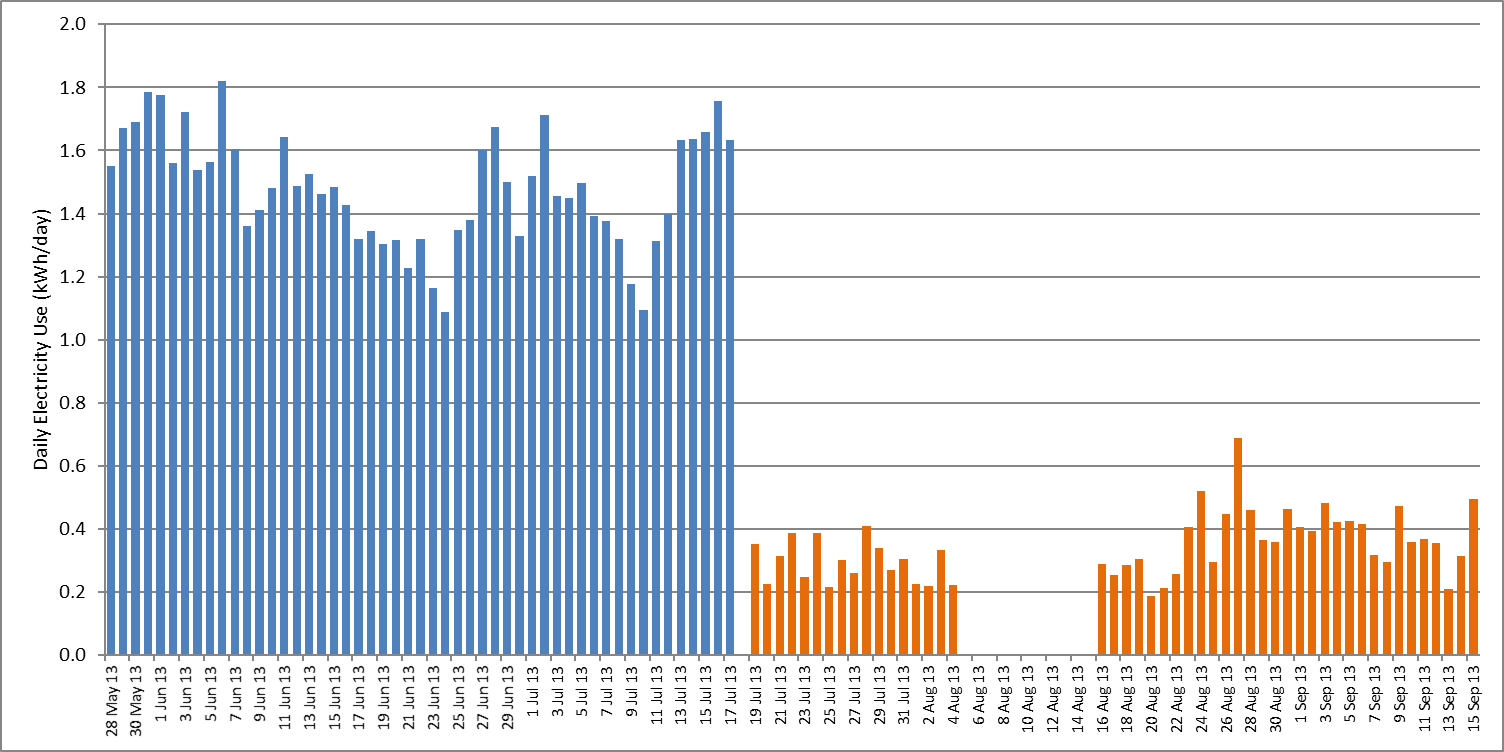 Daily Electricity Use (kWh/day)
2.0
1.8
1.6
1.4
1.2
1.0
0.8
0.6
0.4
0.2
0.0
28 May 13
30 May 13
1 Jun 13
3 Jun 13
5 Jun 13
7 Jun 13
9 Jun 13
11 Jun 13
13 Jun 13
15 Jun 13
17 Jun 13
19 Jun 13
21 Jun 13
23 Jun 13
25 Jun 13
27 Jun 13
29 Jun 13
1 Jul 13
3 Jul 13
5 Jul 13
7 Jul 13
9 Jul 13
11 Jul 13
13 Jul 13
15 Jul 13
17 Jul 13
19 Jul 13
21 Jul 13
23 Jul 13
25 Jul 13
27 Jul 13
29 Jul 13
31 Jul 13
2 Aug 13
4 Aug 13
6 Aug 13
8 Aug 13
10 Aug 13
12 Aug 13
14 Aug 13
16 Aug 13
18 Aug 13
20 Aug 13
22 Aug 13
24 Aug 13
26 Aug 13
28 Aug 13
30 Aug 13
1 Sep 13
3 Sep 13
5 Sep 13
7 Sep 13
9 Sep 13
11 Sep 13
13 Sep 13
15 Sep 13